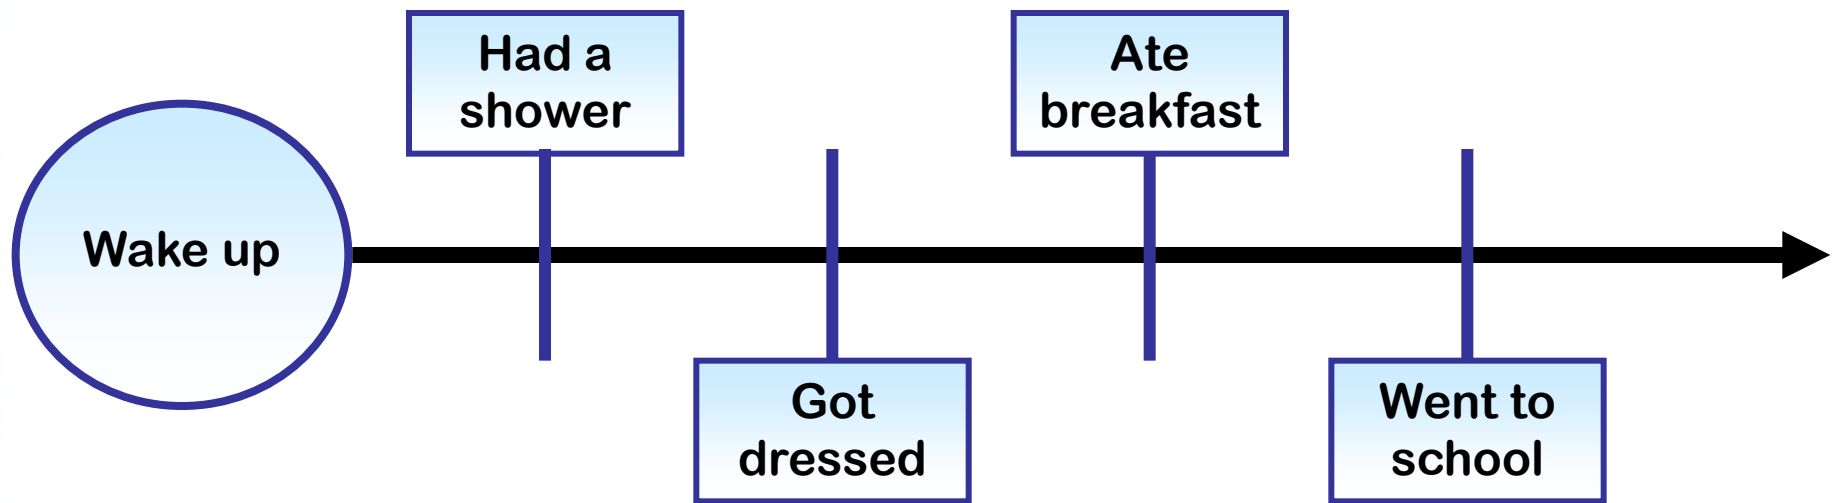 Wake up
Had a
shower
Got
dressed
Ate
breakfast
Went to
school